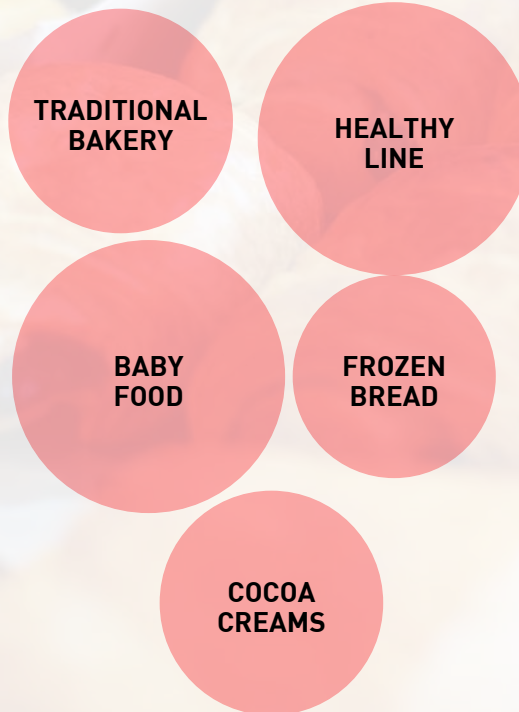 TRADITIONAL
BAKERY
HEALTHY
LINE
BABY
FOOD
FROZEN
BREAD
COCOA
CREAMS